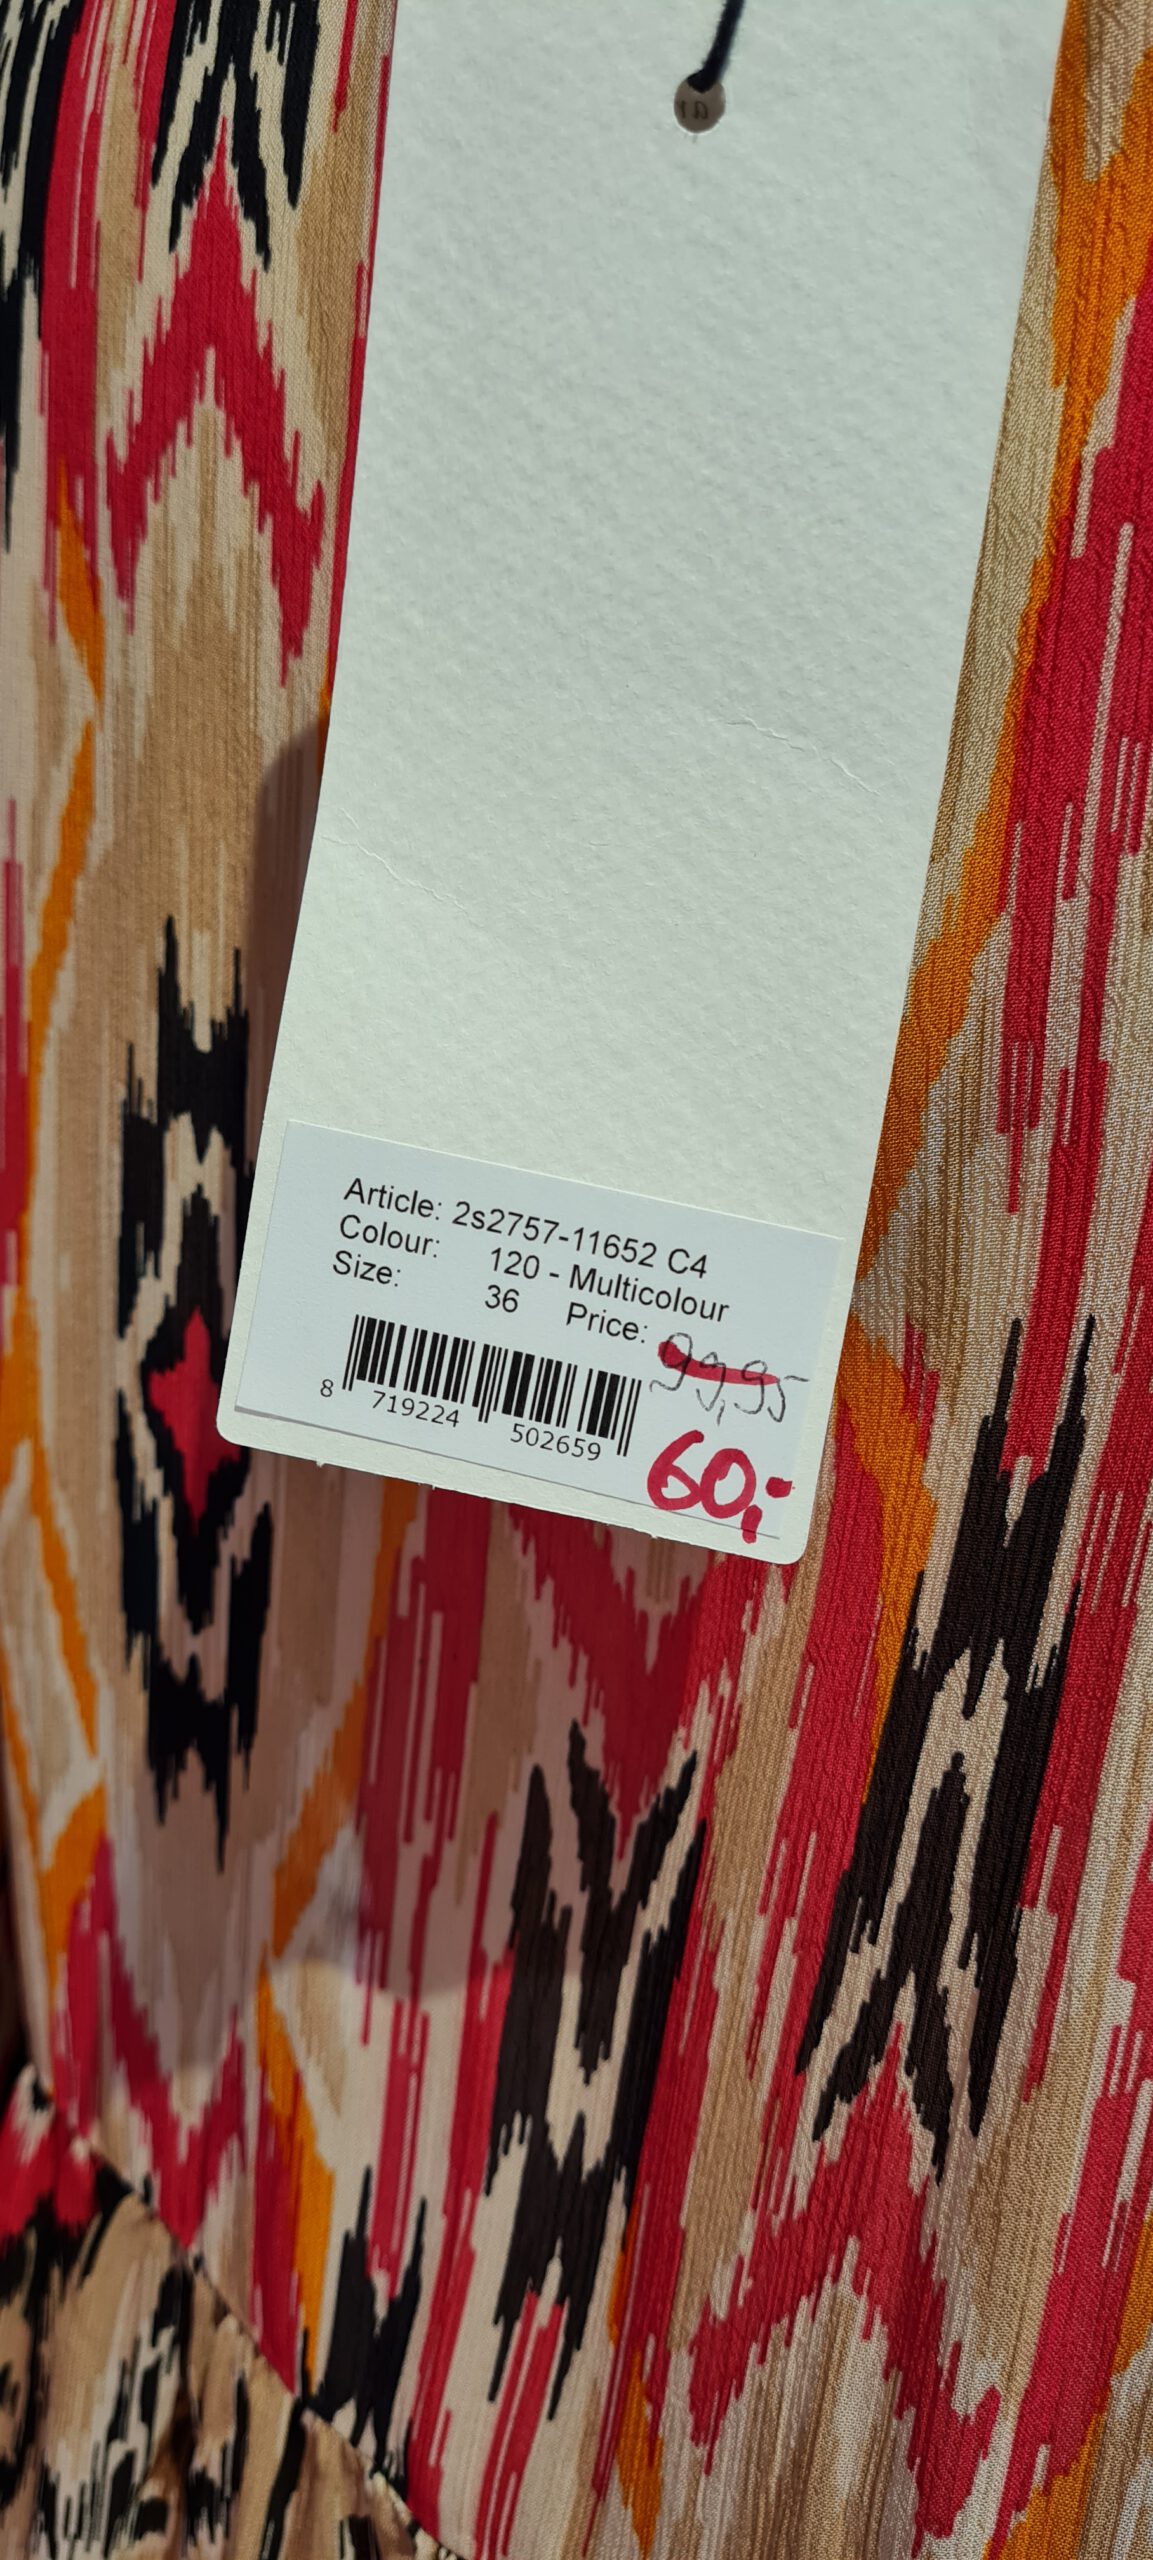 Article: 2s2757-11652 C4
Colour: 120 - Multicolour
Size: 36 Price: 99,95
8 719224 502659
60,-